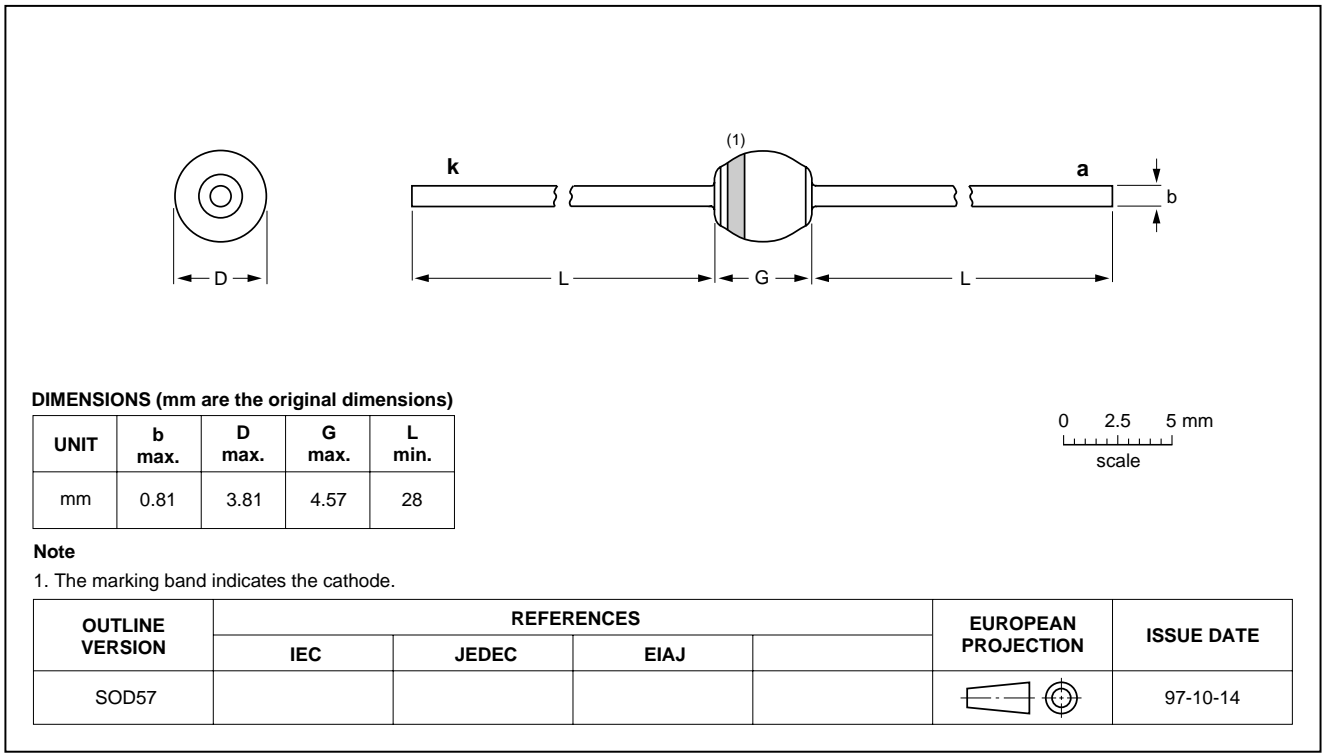 (1)
k
a
b
D
L
G
L
DIMENSIONS (mm are the original dimensions)
UNIT b max. D max. G max. L min.
mm 0.81 3.81 4.57 28
0 2.5 5 mm
scale
Note
1. The marking band indicates the cathode.
OUTLINE VERSION REFERENCES EUROPEAN PROJECTION ISSUE DATE
IEC JEDEC EIAJ
SOD57 97-10-14